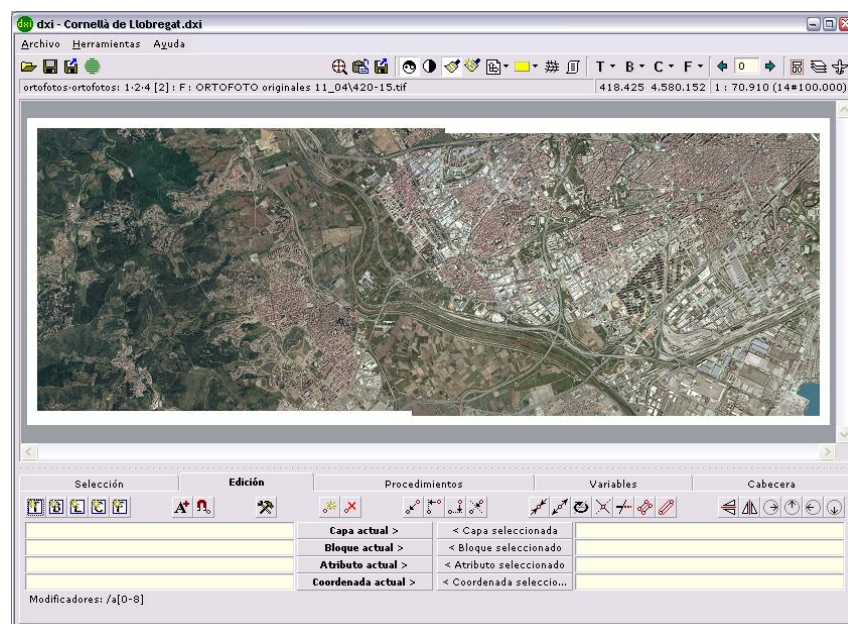 dxi dxi - Cornellà de Llobregat.dxi
Archivo Herramientas Ayuda
T B C F 0
ortofotos-ortofotos: 1·2·4 [2] : F : ORTOFOTO originales 11_04\420-15.tif 418.425 4.580.152 1 : 70.910 (14=100.000)
Selección Edición Procedimientos Variables Cabecera
T B C F A
Capa actual > < Capa seleccionada
Bloque actual > < Bloque seleccionado
Atributo actual > < Atributo seleccionado
Coordenada actual > < Coordenada seleccio...
Modificadores: /a[0-8]